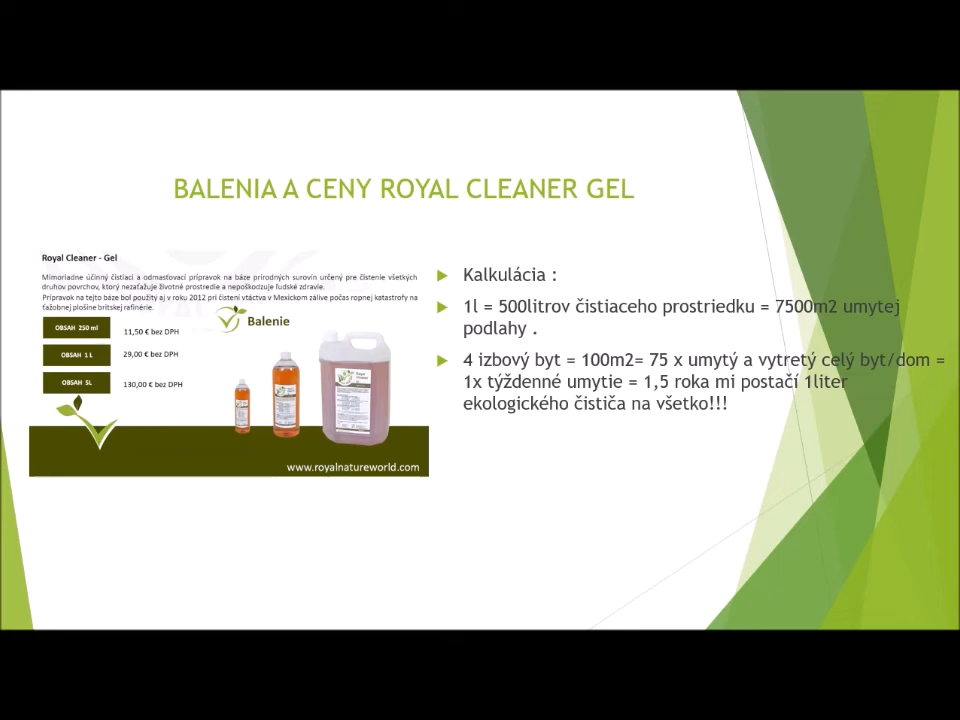 BALENIA A CENY ROYAL CLEANER GEL
Royal Cleaner - Gel
Mimoriadne účinný čistiaci a odmasťovací prípravok na báze prírodných surovín určený pre čistenie všetkých
druhov povrchov, ktorý nezaťažuje životné prostredie a nepoškodzuje ľudské zdravie.
Prípravok na tejto báze bol použitý aj v roku 2012 pri čistení vtáctva v Mexickom zálive počas ropnej katastrofy na
ťažobnej plošine britskej rafinérie.
Balenie
OBSAH 250 ml 11,50 € bez DPH
OBSAH 1 L 29,00 € bez DPH
OBSAH 5L 130,00 € bez DPH
www.royalnatureworld.com
Kalkulácia :
1l = 500litrov čistiaceho prostriedku = 7500m2 umytej
podlahy .
4 izbový byt = 100m2= 75 x umytý a vytretý celý byt/dom =
1x týždenné umytie = 1,5 roka mi postačí 1liter
ekologického čističa na všetko!!!